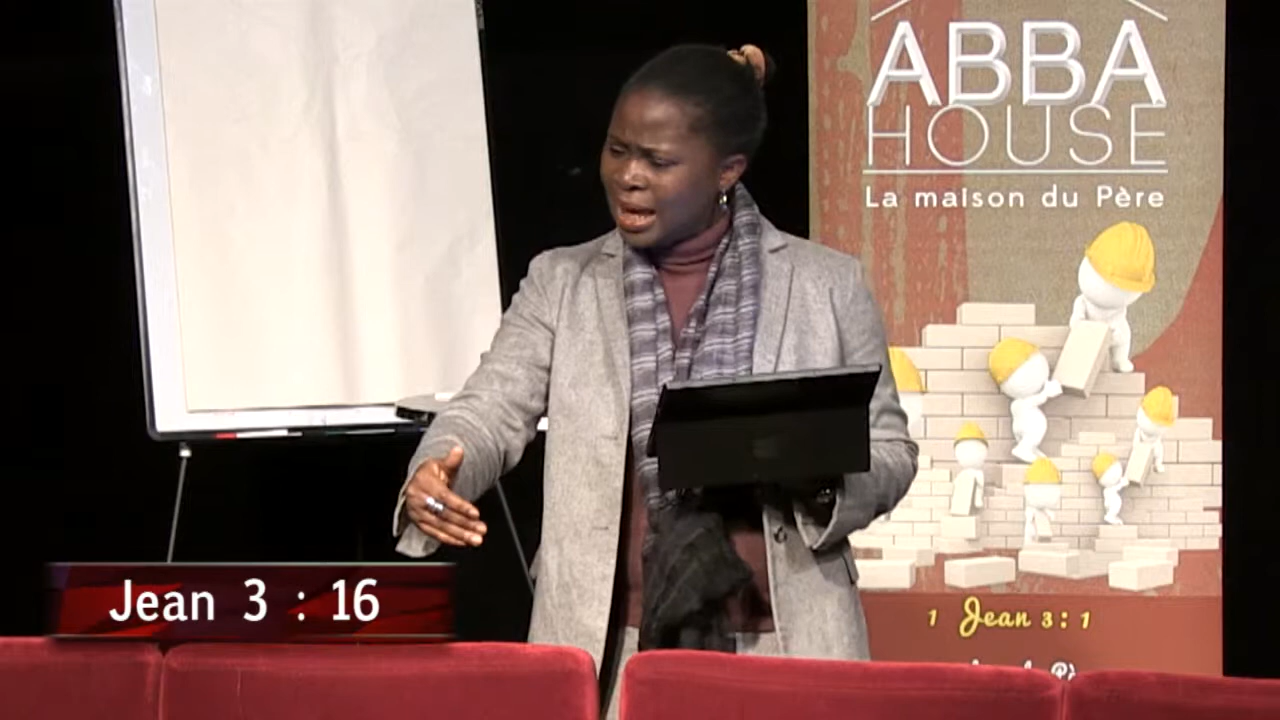 ABBA
HOUSE
La maison du Père
1 Jean 3 : 1
Jean 3 : 16